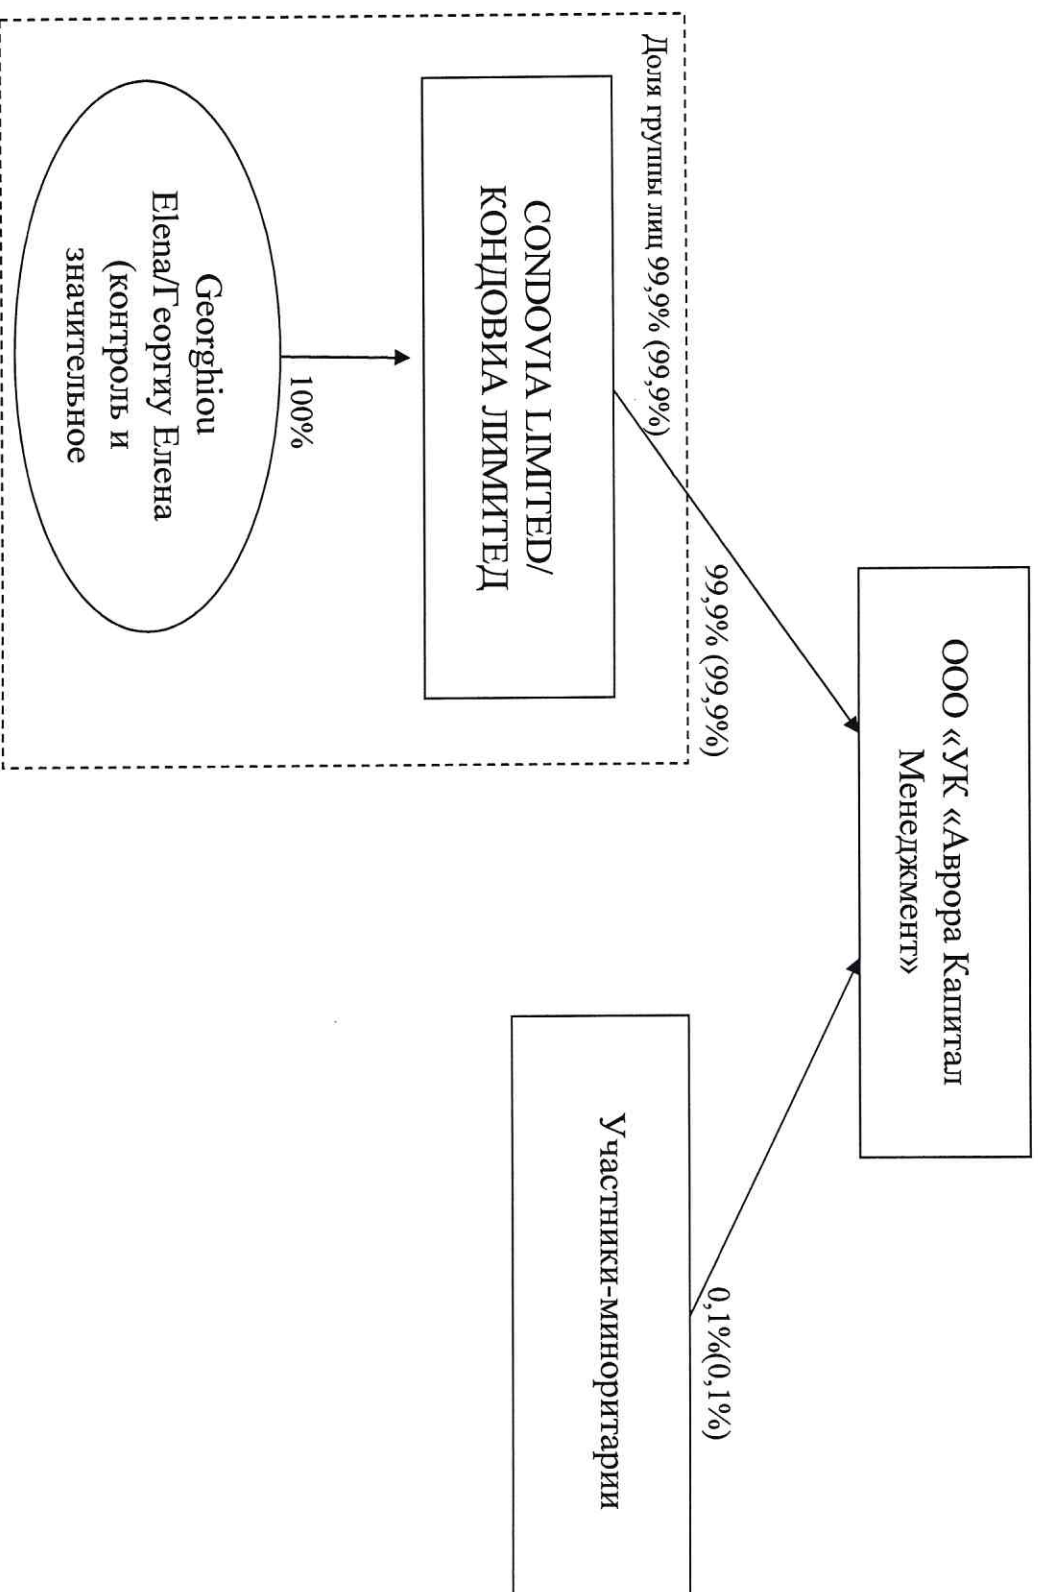 ООО «УК «Аврора Капитал
Менеджмент»
99,9% (99,9%)
0,1%(0,1%)
Доля группы лиц 99,9% (99,9%)
CONDOVIA LIMITED/
КОНДОВИА ЛИМИТЕД
Участники-миноритарии
100%
Georghiou
Elena/Георгиу Елена
(контроль и
значительное